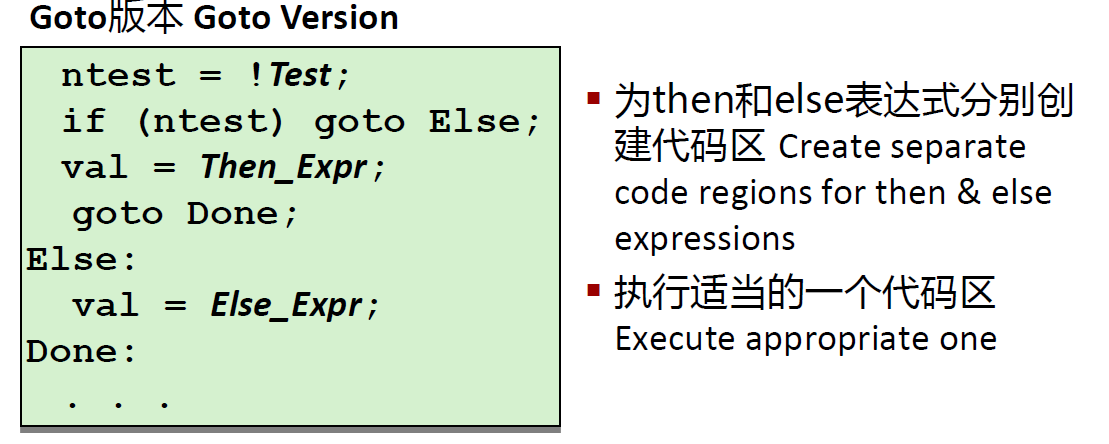 Goto版本 Goto Version
ntest = !Test;
if (ntest) goto Else;
val = Then_Expr;
goto Done;
Else:
val = Else_Expr;
Done:
. . .
▪ 为then和else表达式分别创
建代码区 Create separate
code regions for then & else
expressions
▪ 执行适当的一个代码区
Execute appropriate one